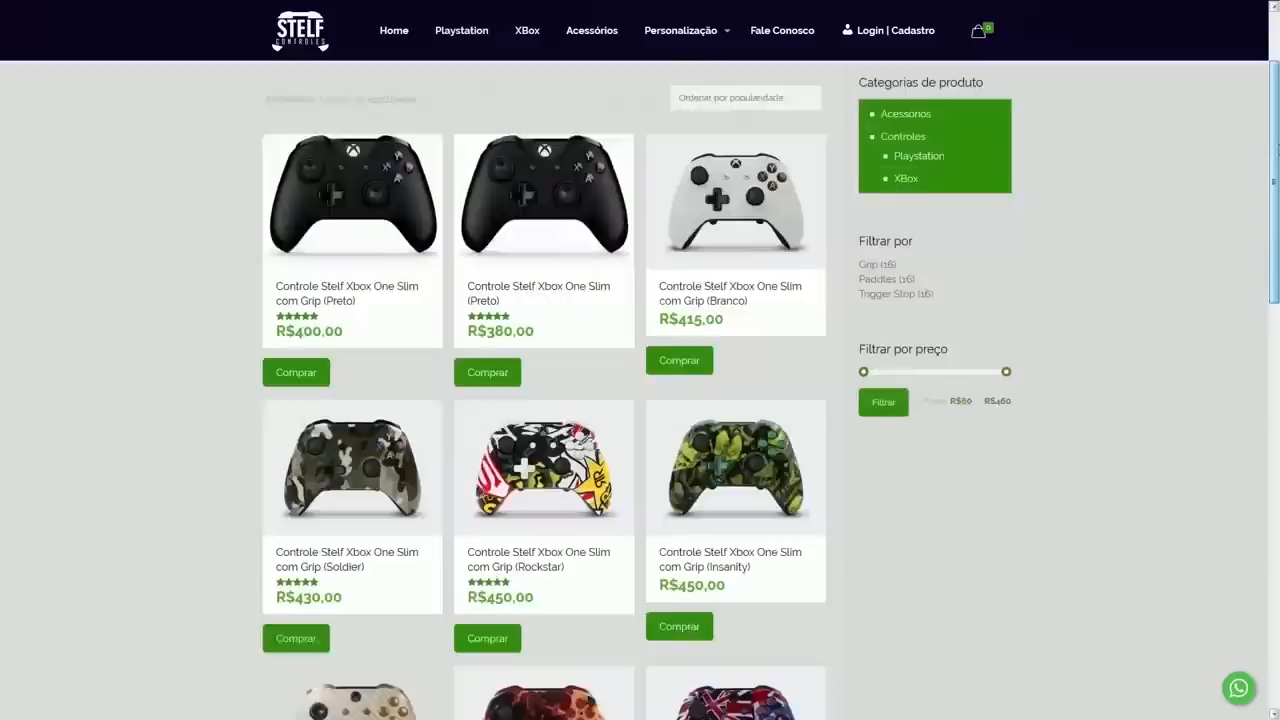 STELF
CONTROLES
Home
Playstation
XBox
Acessórios
Personalização
Fale Conosco
Login | Cadastro
0
Ordenar por popularidade
Categorias de produto
Acessórios
Controles
Playstation
XBox
Controle Stelf Xbox One Slim
com Grip (Preto)
R$400,00
Comprar
Controle Stelf Xbox One Slim
(Preto)
R$380,00
Comprar
Controle Stelf Xbox One Slim
com Grip (Branco)
R$415,00
Comprar
Filtrar por
Grip (16)
Paddles (16)
Trigger Stop (16)
Filtrar por preço
Filtrar
R$60
R$460
Controle Stelf Xbox One Slim
com Grip (Soldier)
R$430,00
Comprar
Controle Stelf Xbox One Slim
com Grip (Rockstar)
R$450,00
Comprar
Controle Stelf Xbox One Slim
com Grip (Insanity)
R$450,00
Comprar